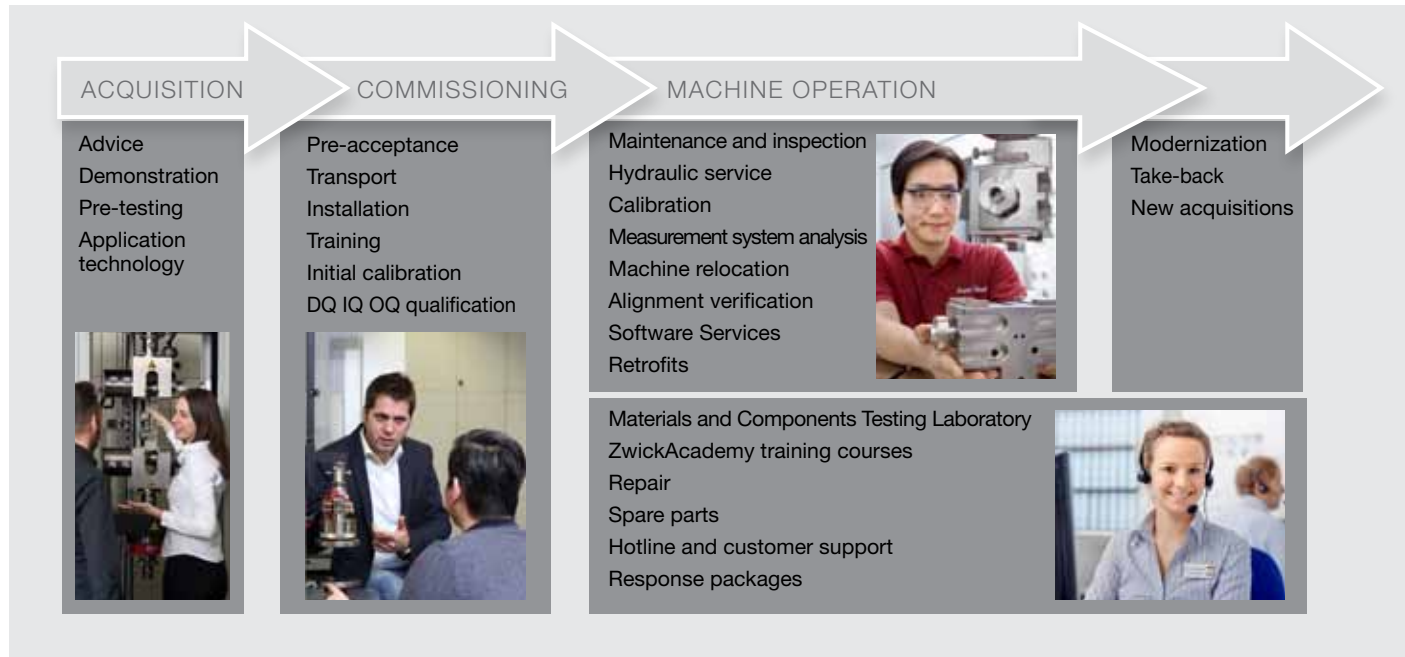 ACQUISITION
COMMISSIONING
MACHINE OPERATION
Advice
Demonstration
Pre-testing
Application
technology
Pre-acceptance
Transport
Installation
Training
Initial calibration
DQ IQ OQ qualification
Maintenance and inspection
Hydraulic service
Calibration
Measurement system analysis
Machine relocation
Alignment verification
Software Services
Retrofits
Modernization
Take-back
New acquisitions
Materials and Components Testing Laboratory
ZwickAcademy training courses
Repair
Spare parts
Hotline and customer support
Response packages